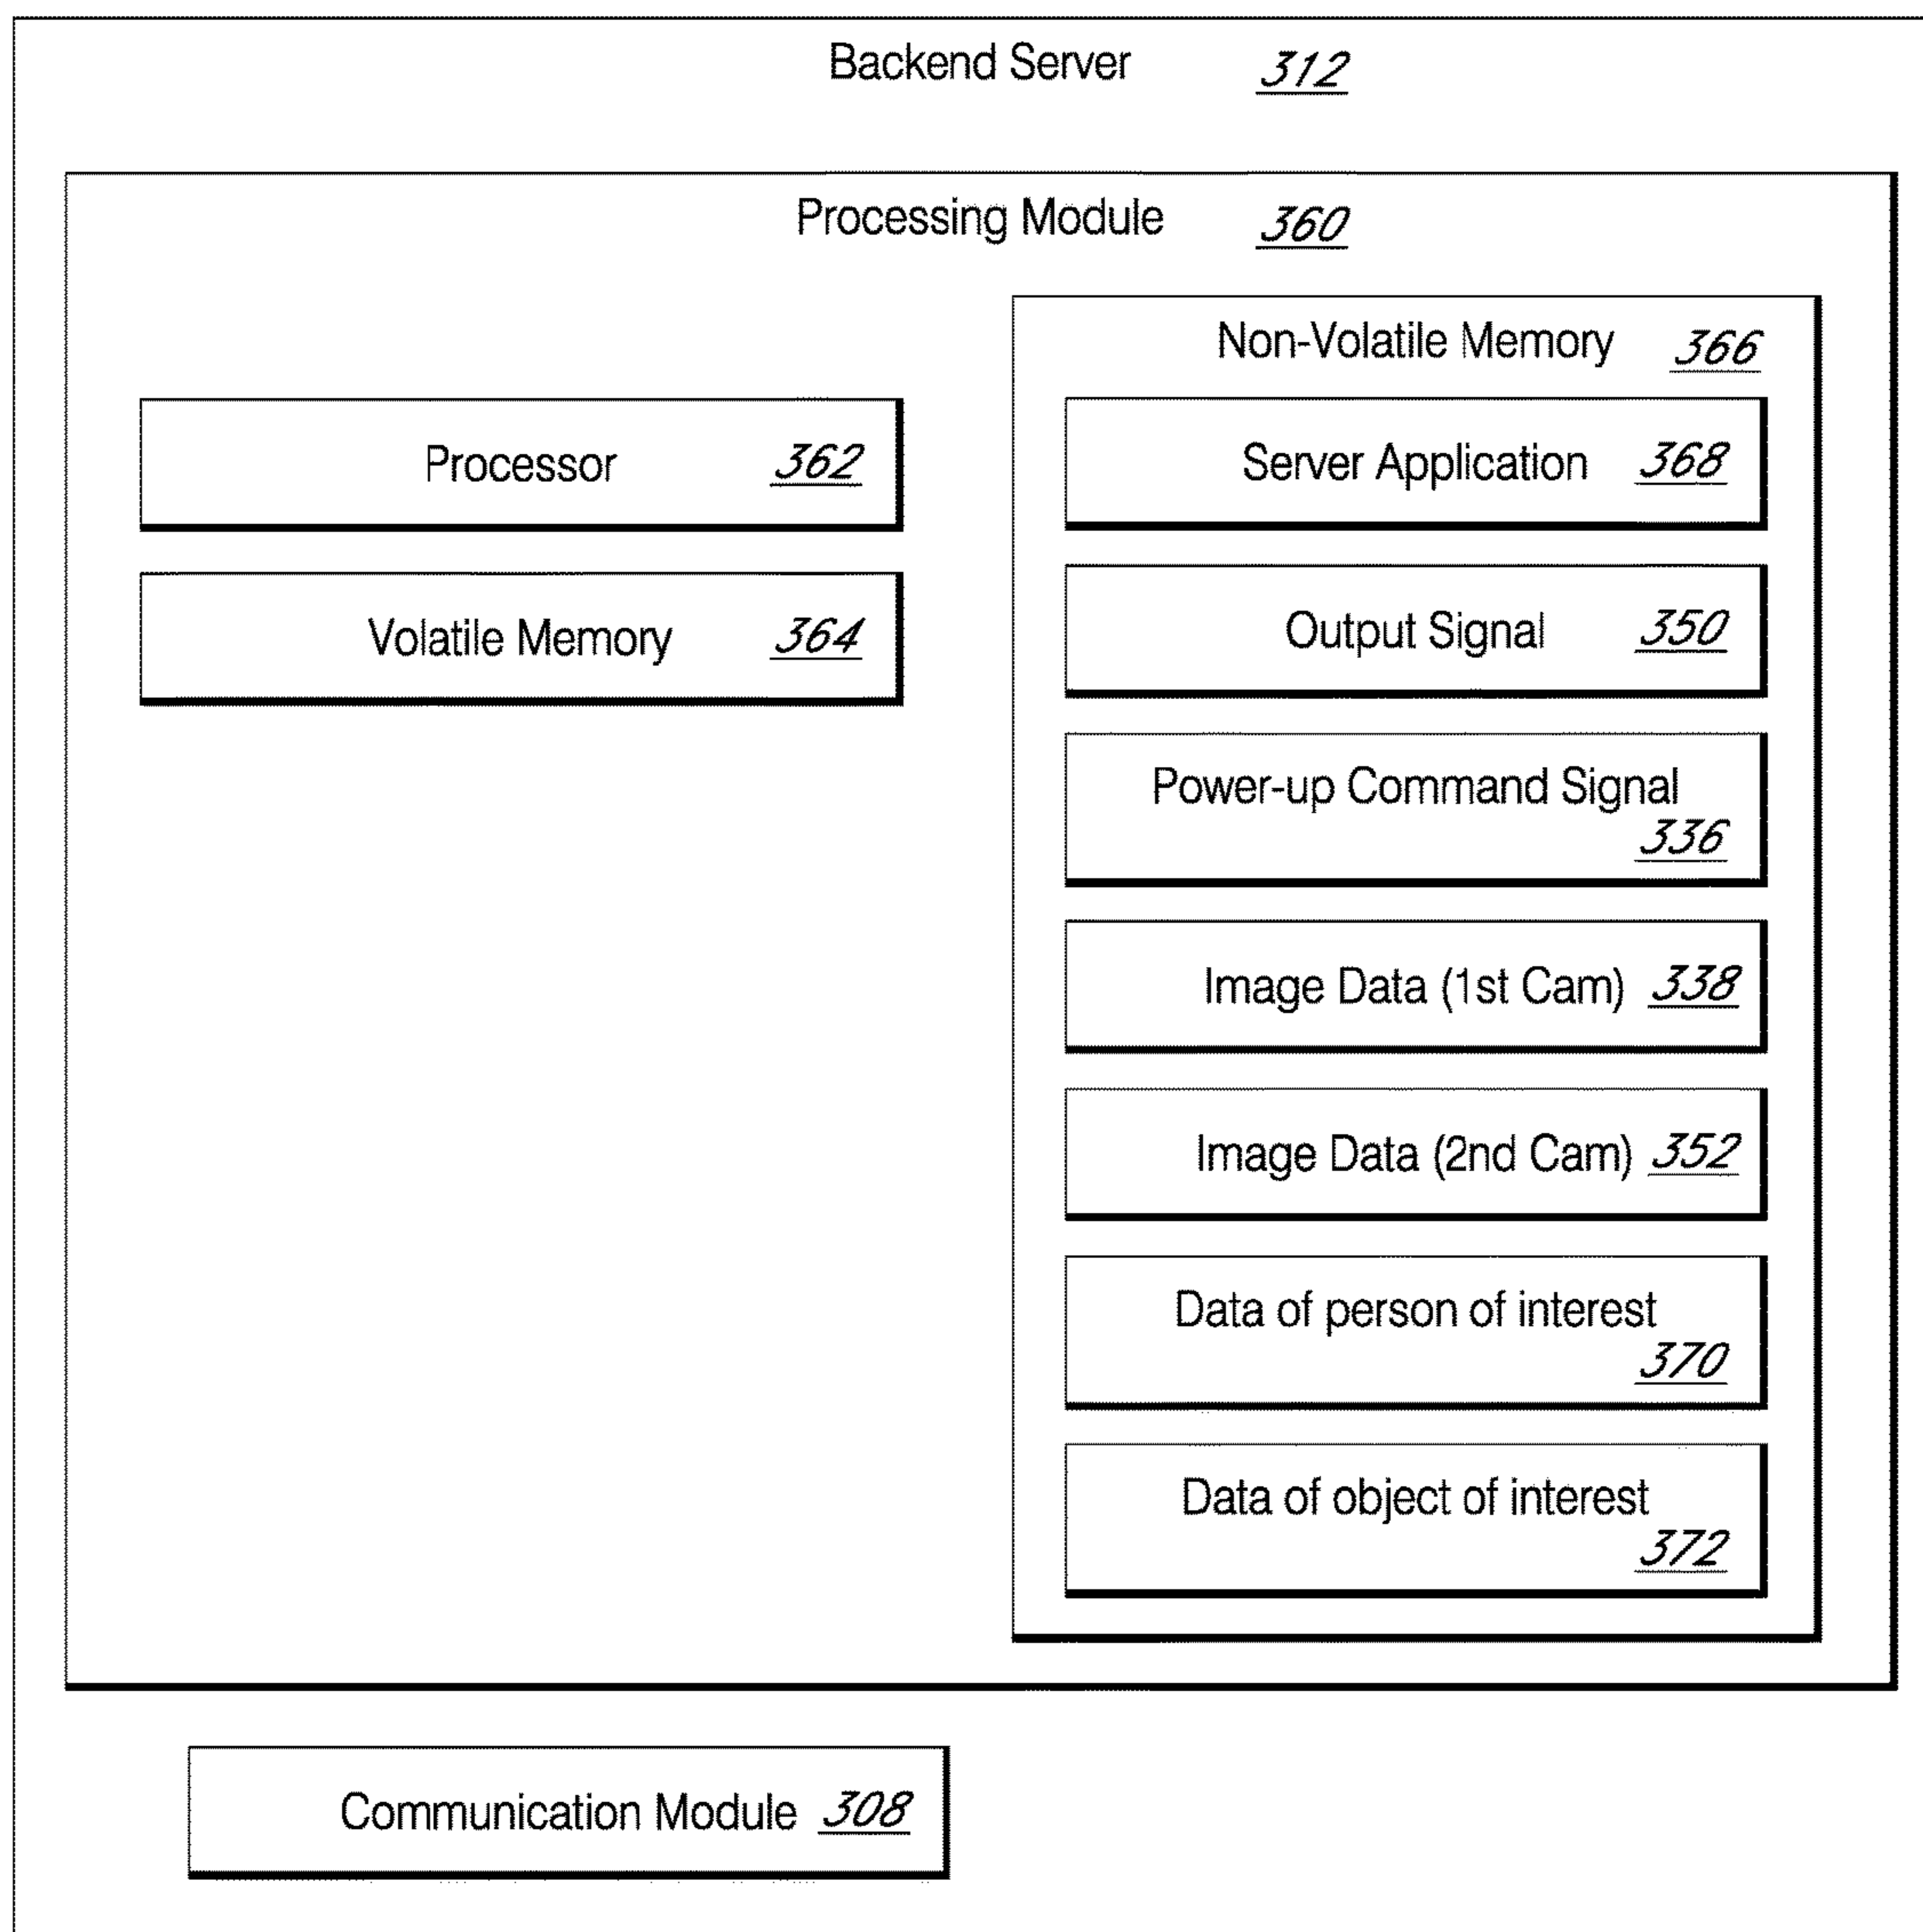 Backend Server 312
Processing Module 360
Processor 362
Volatile Memory 364
Non-Volatile Memory 366
Server Application 368
Output Signal 350
Power-up Command Signal
336
Image Data (1st Cam) 338
Image Data (2nd Cam) 352
Data of person of interest
370
Data of object of interest
372
Communication Module 308